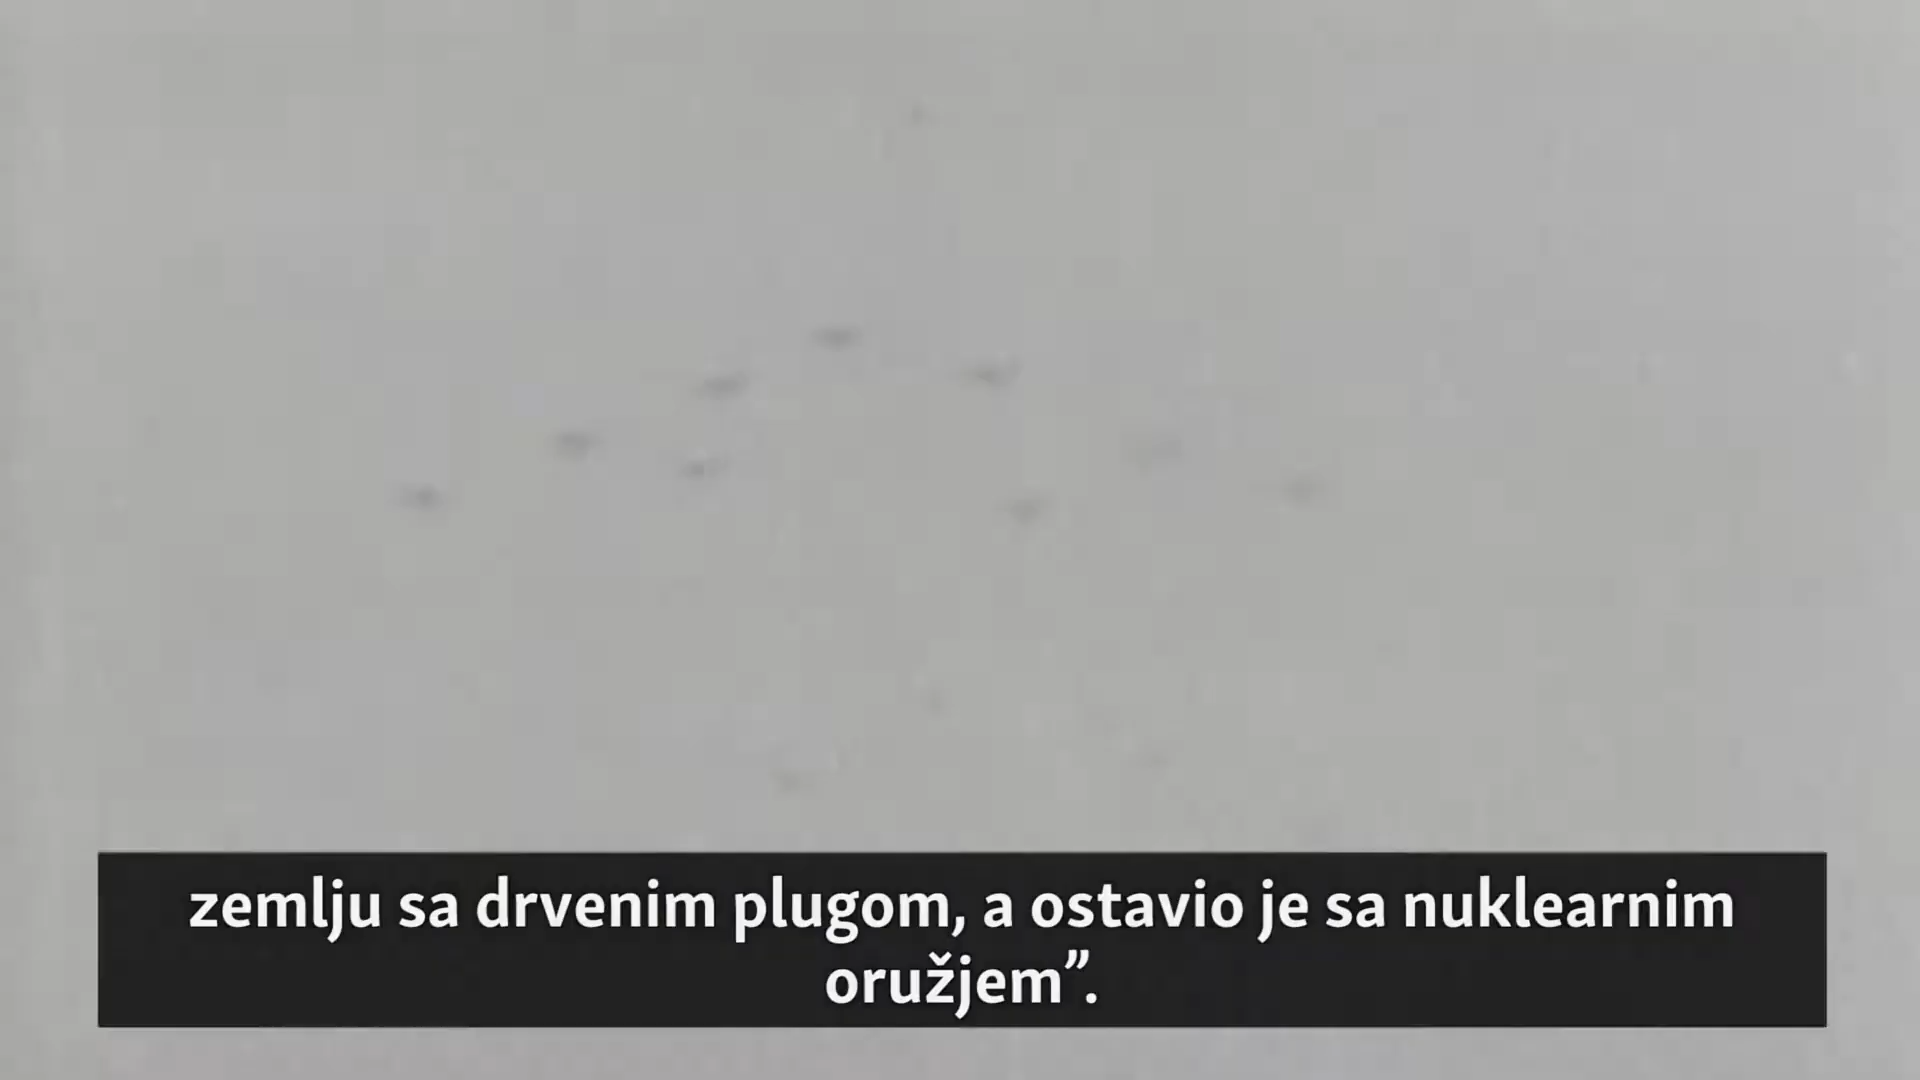 zemlju sa drvenim plugom, a ostavio je sa nuklearnim
oružjem”.